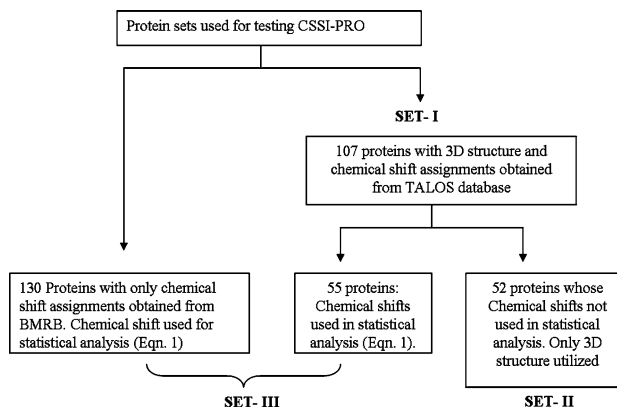 Protein sets used for testing CSSI-PRO
SET- I
107 proteins with 3D structure and
chemical shift assignments obtained
from TALOS database
130 Proteins with only chemical
shift assignments obtained from
BMRB. Chemical shift used for
statistical analysis (Eqn. 1)
55 proteins:
Chemical shifts
used in statistical
analysis (Eqn. 1).
52 proteins whose
Chemical shifts not
used in statistical
analysis. Only 3D
structure utilized
SET- III
SET- II